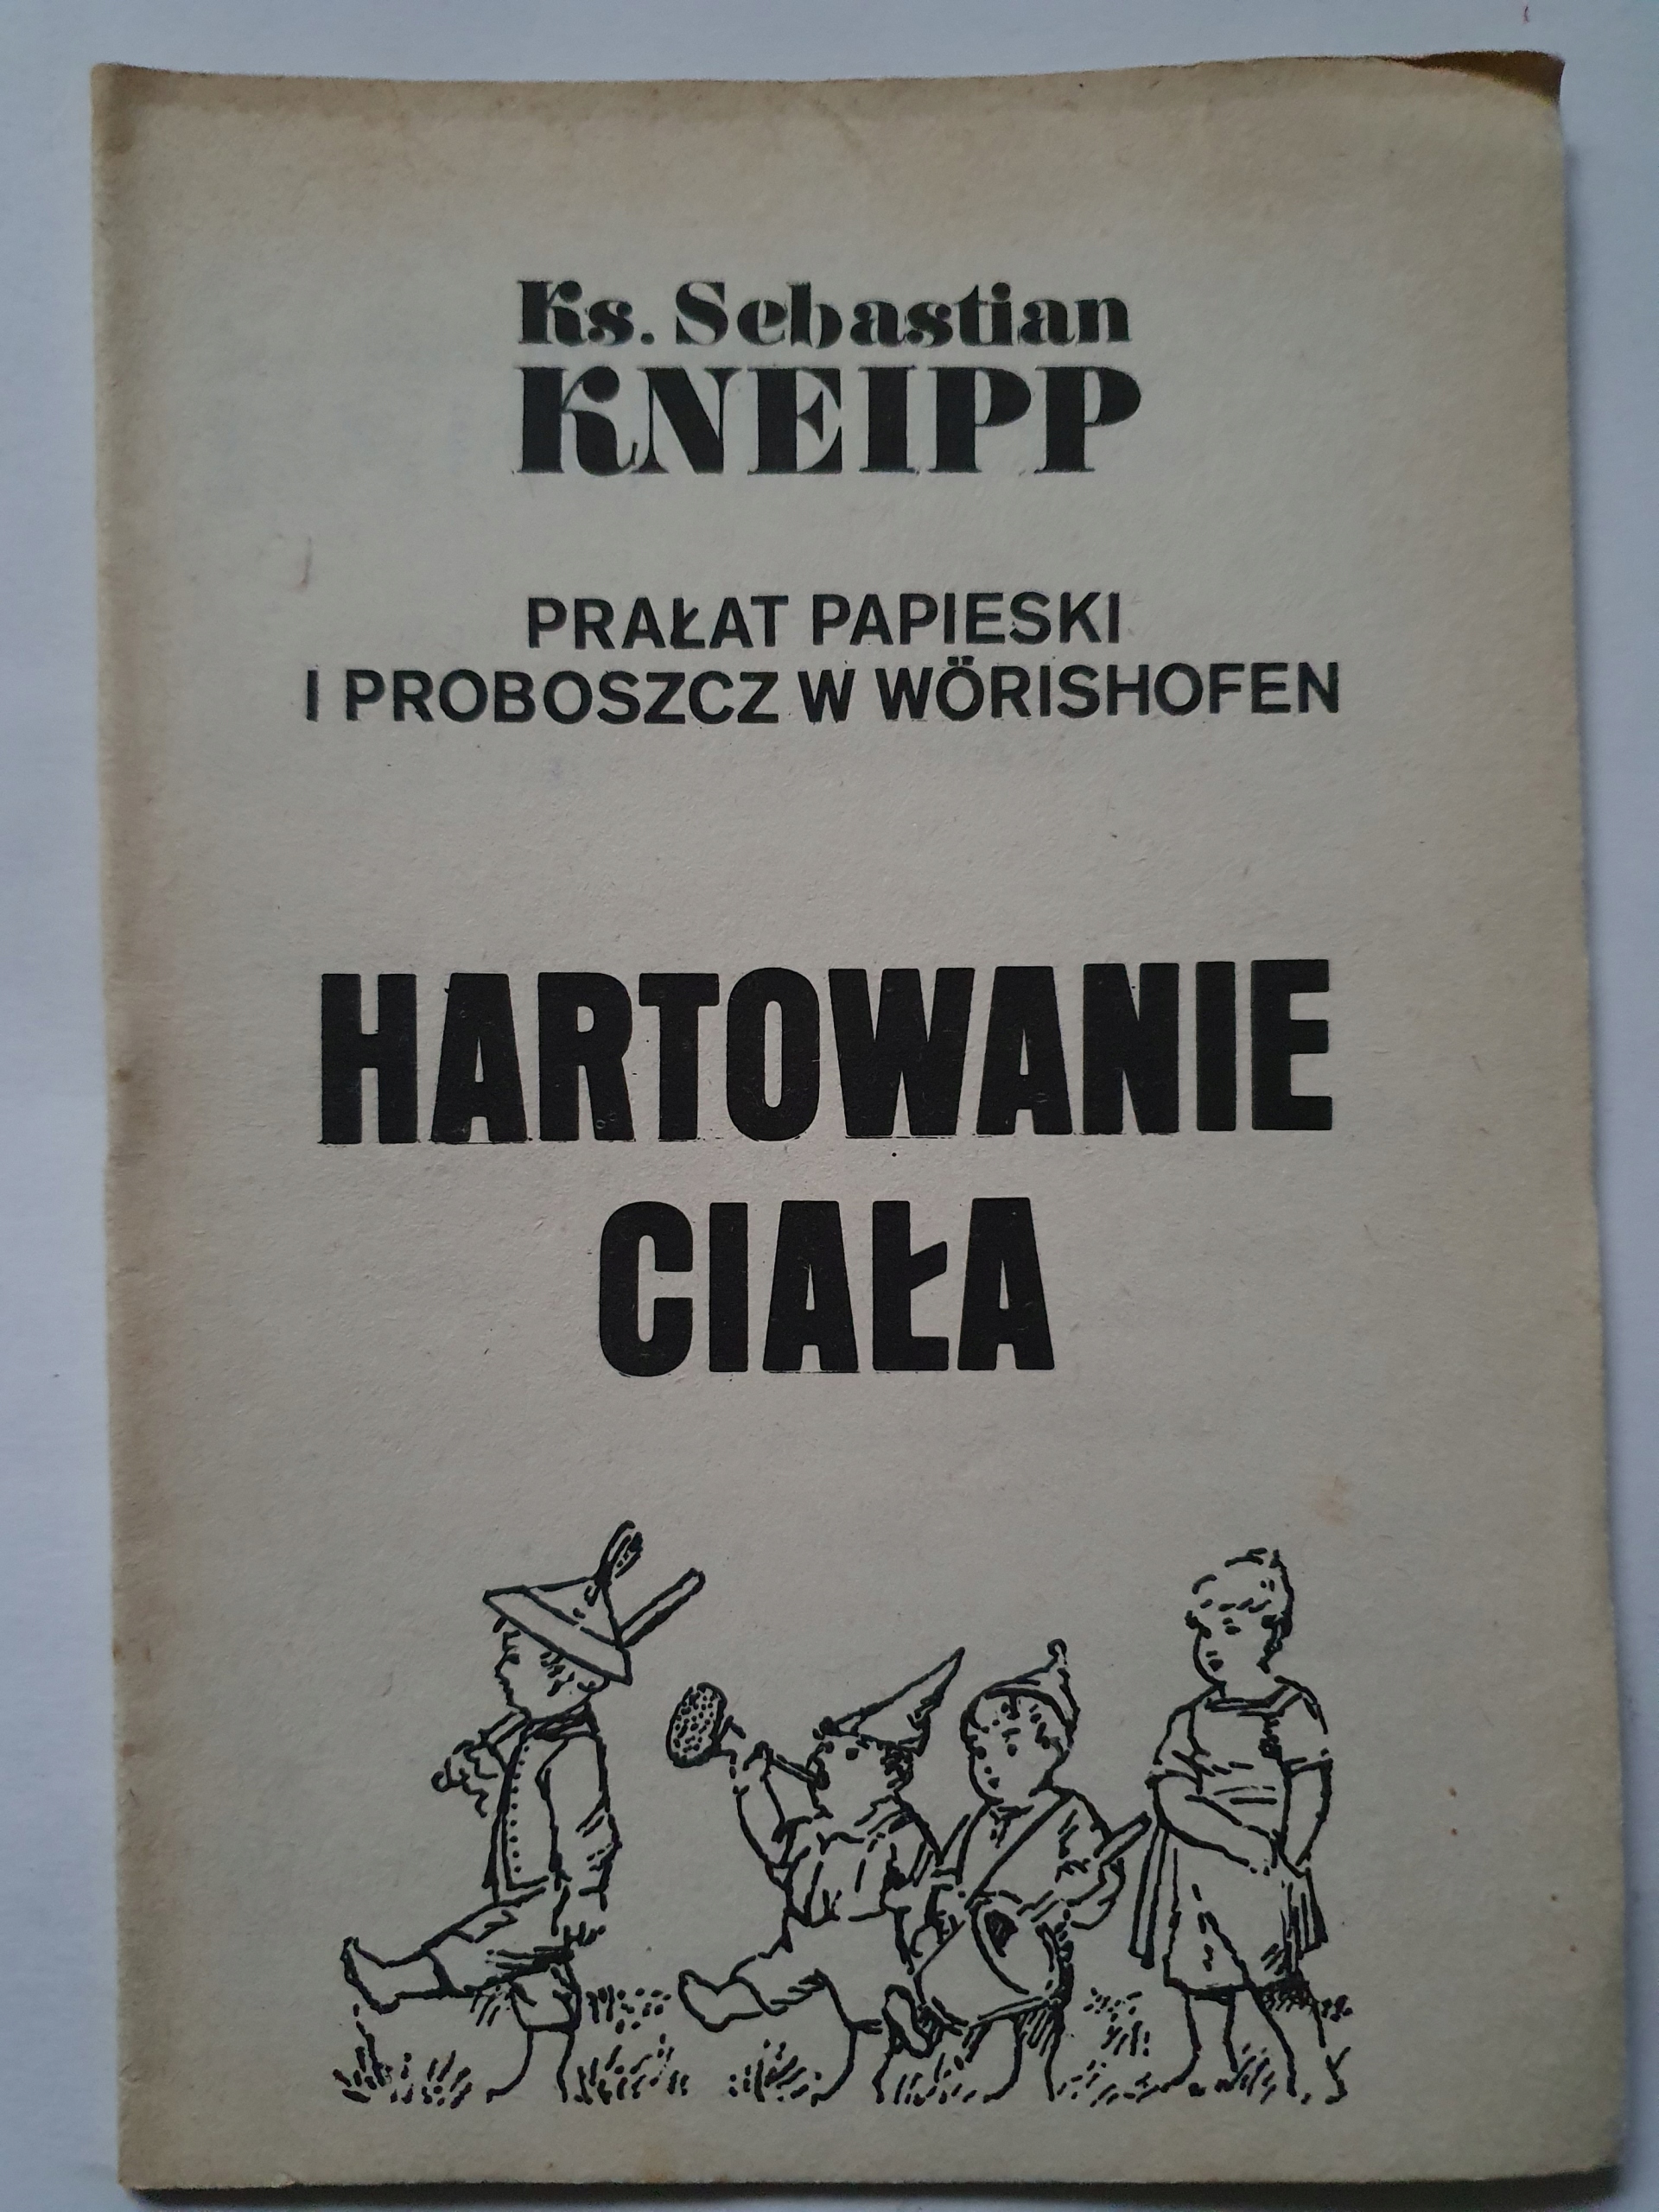 Ks. Sebastian
KNEIPP
PRAŁAT PAPIESKI
I PROBOSZCZ W WÖRISHOFEN
HARTOWANIE
CIAŁA